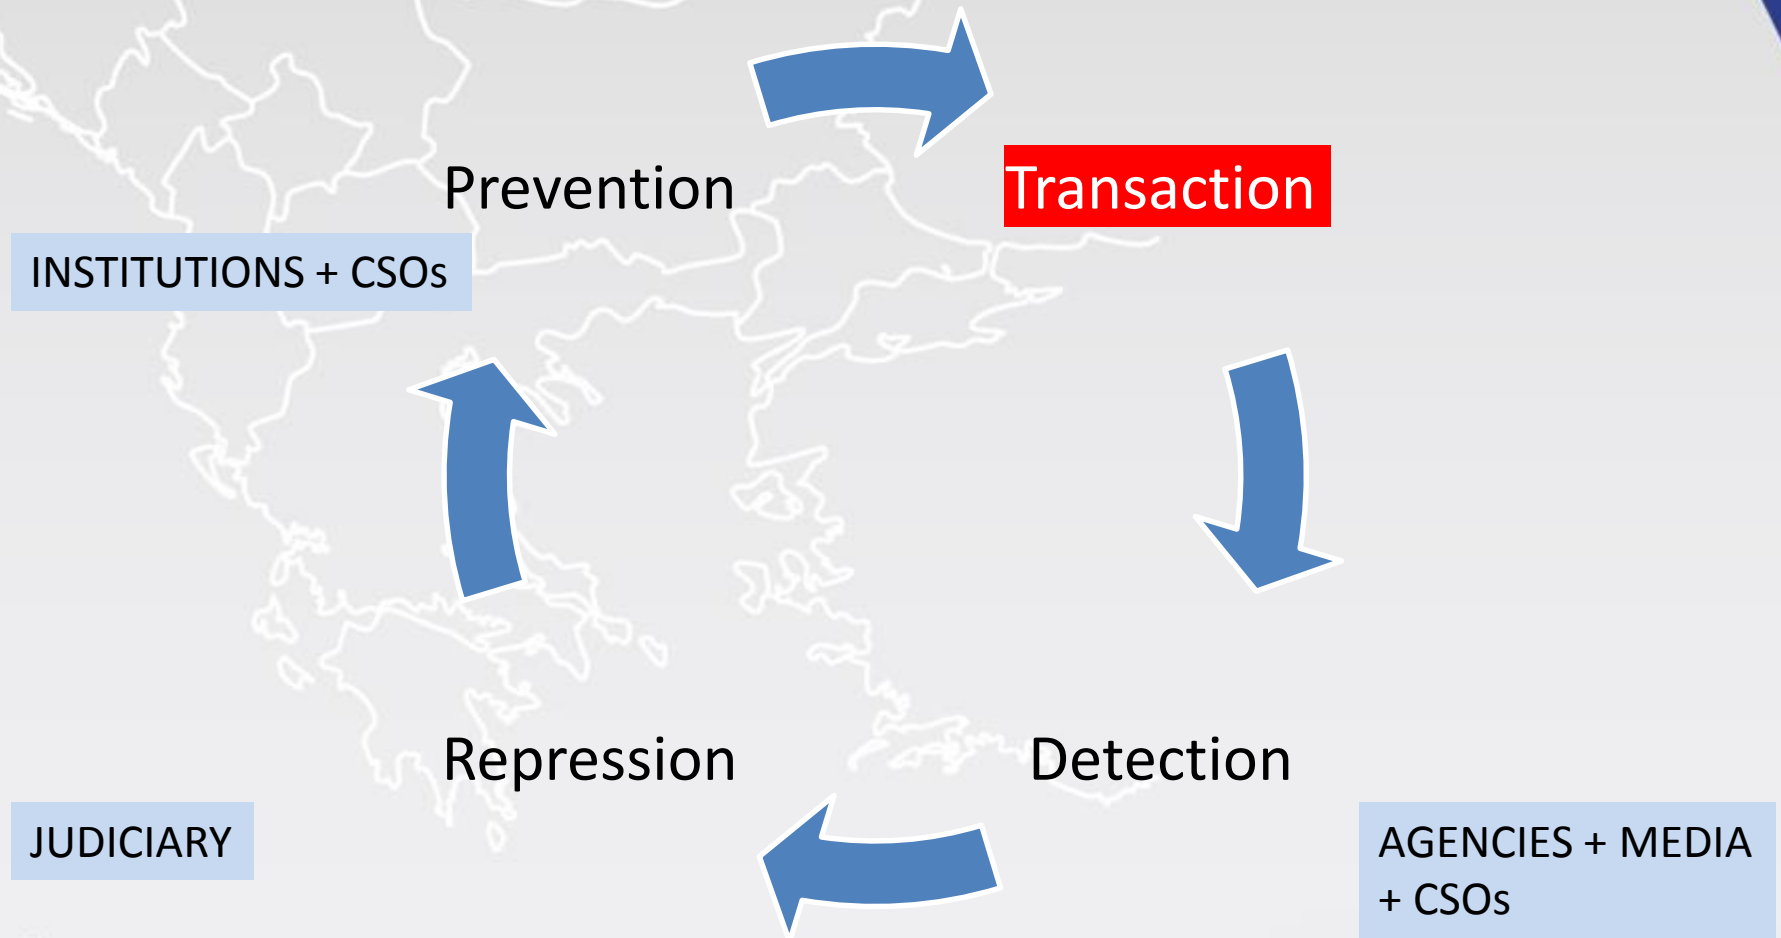 Prevention
Transaction
INSTITUTIONS + CSOs
Repression
Detection
JUDICIARY
AGENCIES + MEDIA
+ CSOs